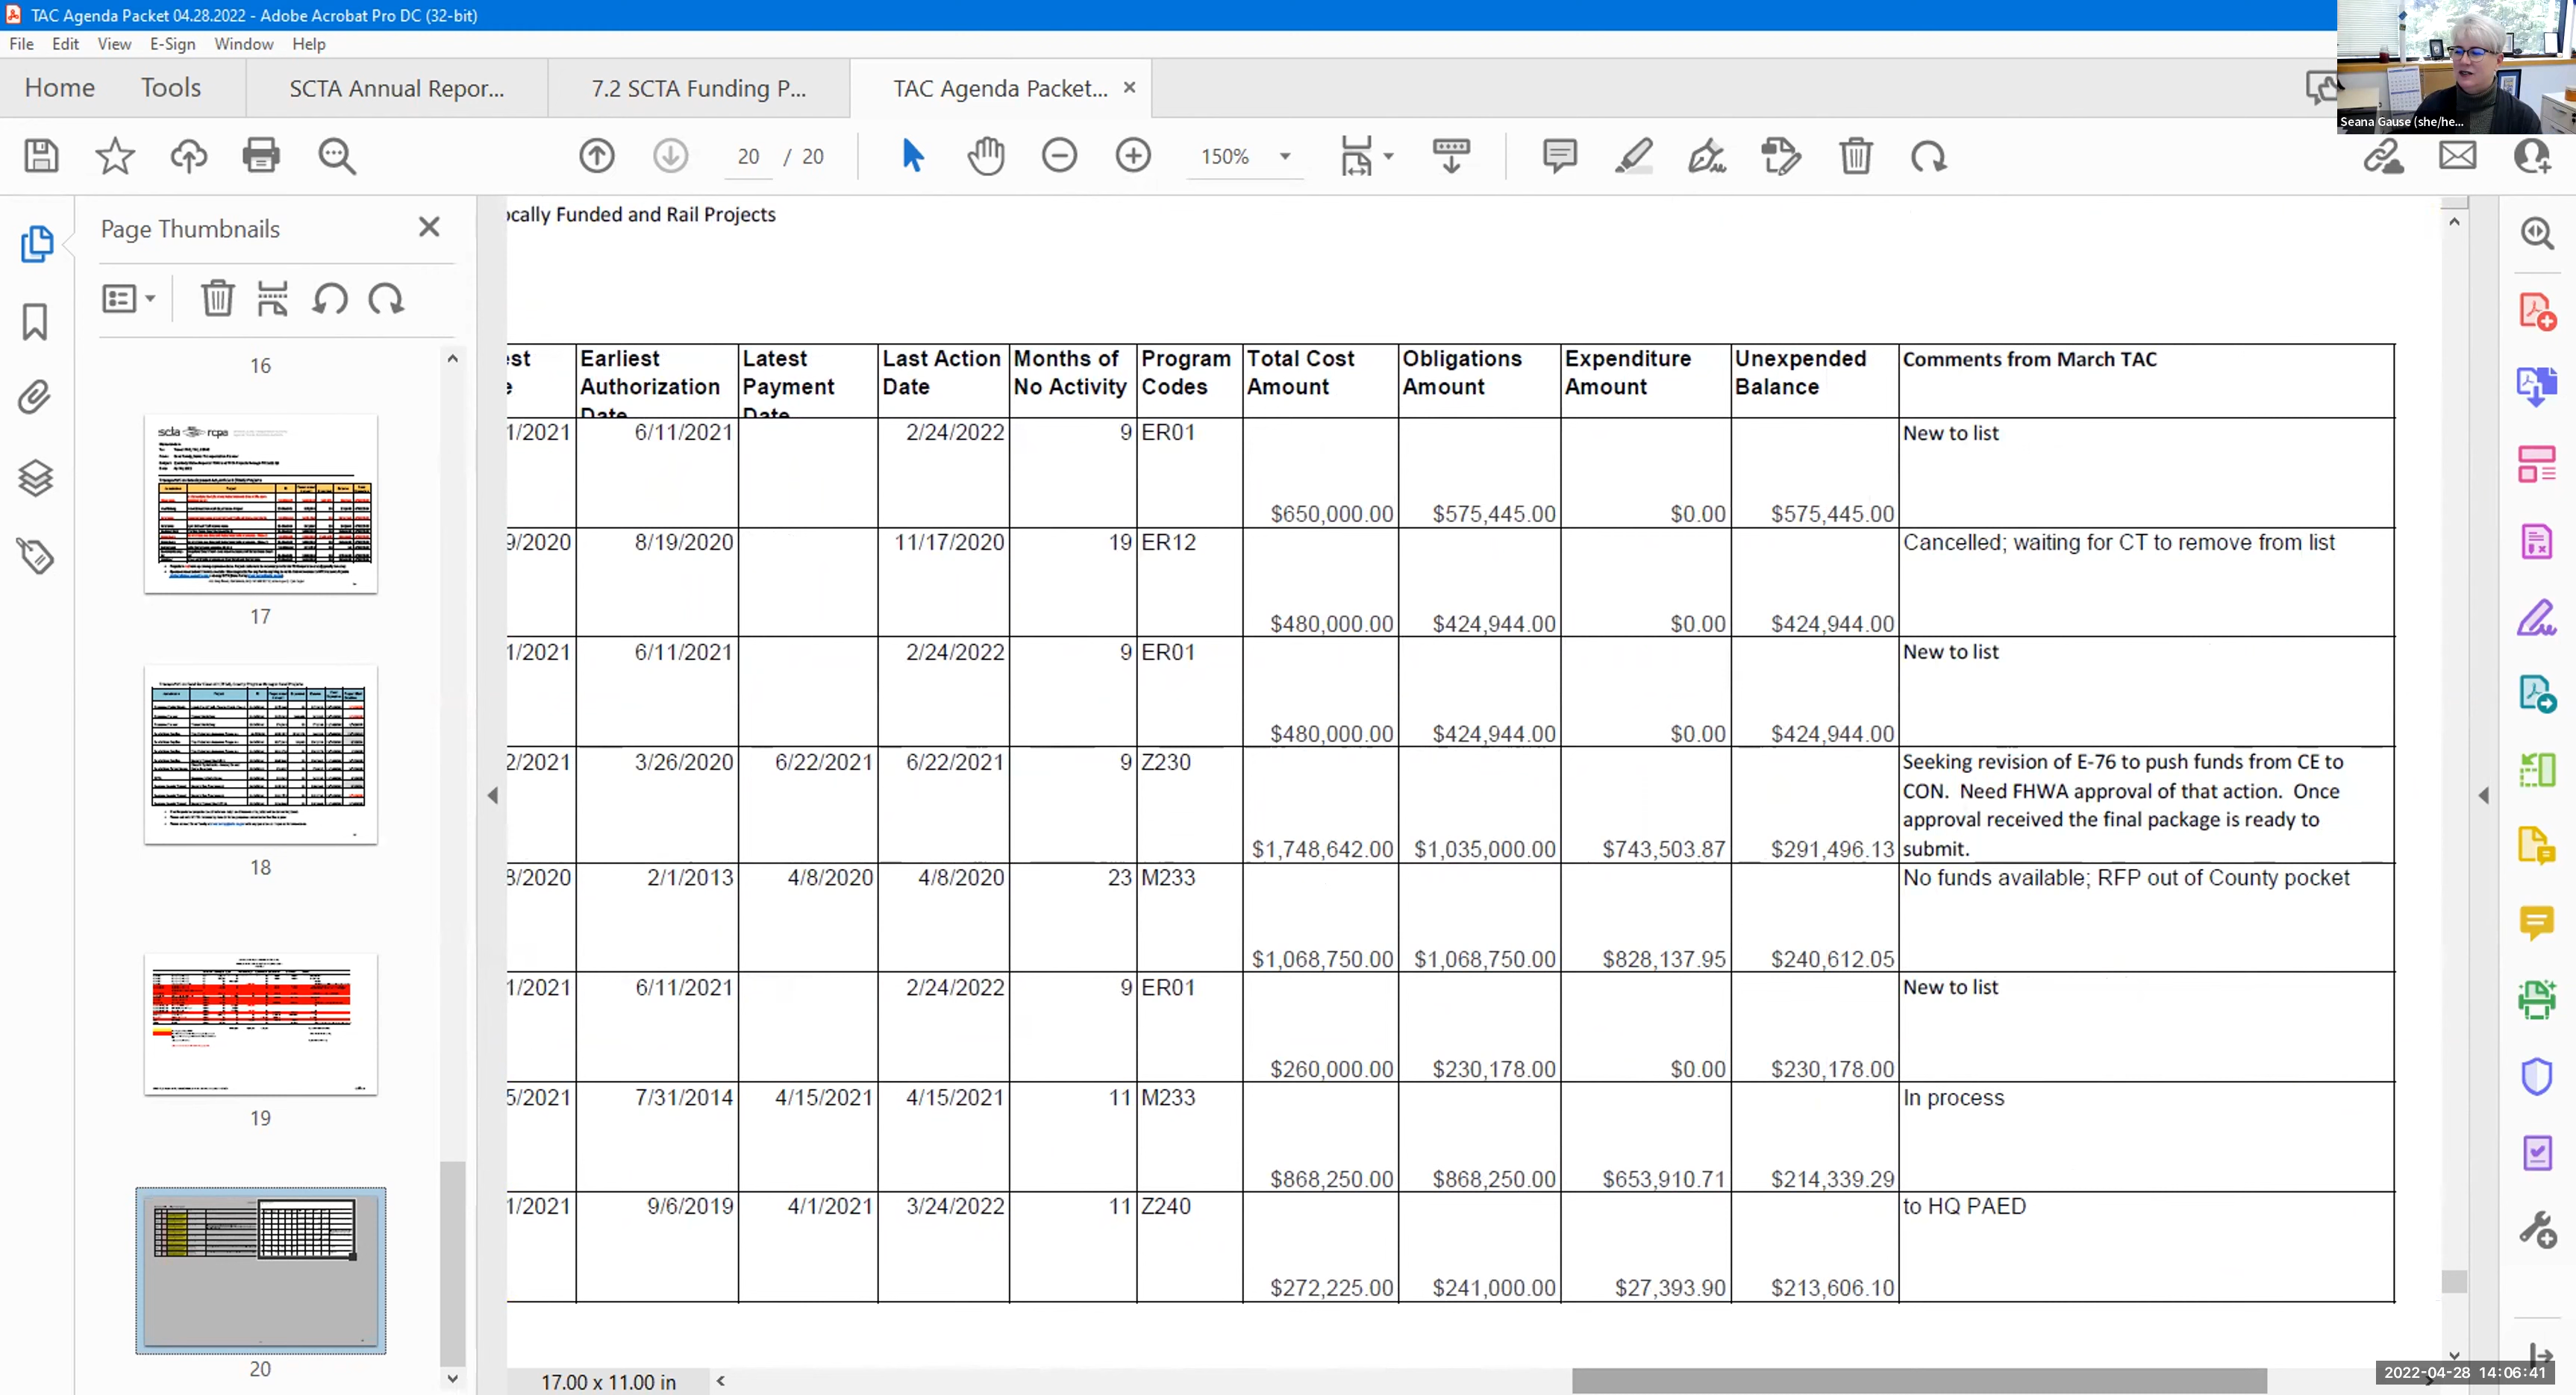 TAC Agenda Packet 04.28.2022 - Adobe Acrobat Pro DC (32-bit)
File Edit View E-Sign Window Help
Home Tools SCTA Annual Repor... 7.2 SCTA Funding P... TAC Agenda Packet... ×
Seana Gause (she/he...
20 / 20 150%
Page Thumbnails
16
scta rcpa
17
18
19
20
ocally Funded and Rail Projects
est Earliest Latest Last Action Months of Program Total Cost Obligations Expenditure Unexpended Comments from March TAC
e Authorization Payment Date No Activity Codes Amount Amount Amount Balance
Date Date
1/2021 6/11/2021 2/24/2022 9 ER01 New to list
$650,000.00 $575,445.00 $0.00 $575,445.00
9/2020 8/19/2020 11/17/2020 19 ER12 Cancelled; waiting for CT to remove from list
$480,000.00 $424,944.00 $0.00 $424,944.00
1/2021 6/11/2021 2/24/2022 9 ER01 New to list
$480,000.00 $424,944.00 $0.00 $424,944.00
2/2021 3/26/2020 6/22/2021 6/22/2021 9 Z230 Seeking revision of E-76 to push funds from CE to
CON. Need FHWA approval of that action. Once
approval received the final package is ready to
$1,748,642.00 $1,035,000.00 $743,503.87 $291,496.13 submit.
8/2020 2/1/2013 4/8/2020 4/8/2020 23 M233 No funds available; RFP out of County pocket
$1,068,750.00 $1,068,750.00 $828,137.95 $240,612.05
1/2021 6/11/2021 2/24/2022 9 ER01 New to list
$260,000.00 $230,178.00 $0.00 $230,178.00
5/2021 7/31/2014 4/15/2021 4/15/2021 11 M233 In process
$868,250.00 $868,250.00 $653,910.71 $214,339.29
1/2021 9/6/2019 4/1/2021 3/24/2022 11 Z240 to HQ PAED
$272,225.00 $241,000.00 $27,393.90 $213,606.10
17.00 x 11.00 in
2022-04-28 14:06:41